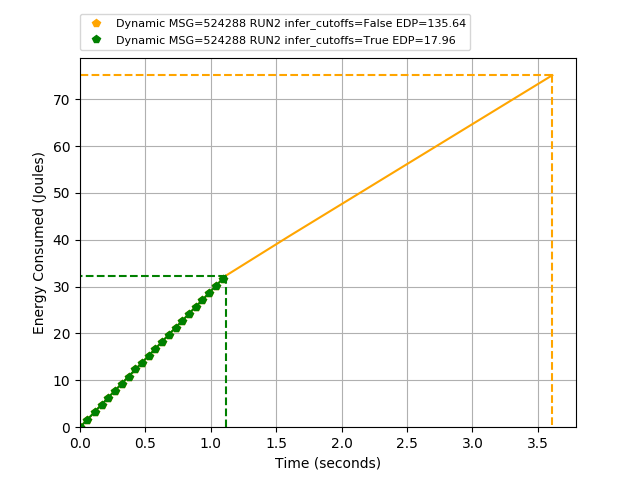 Dynamic MSG=524288 RUN2 infer_cutoffs=False EDP=135.64
Dynamic MSG=524288 RUN2 infer_cutoffs=True EDP=17.96
70
60
50
40
30
20
10
0
Energy Consumed (Joules)
0.0 0.5 1.0 1.5 2.0 2.5 3.0 3.5
Time (seconds)